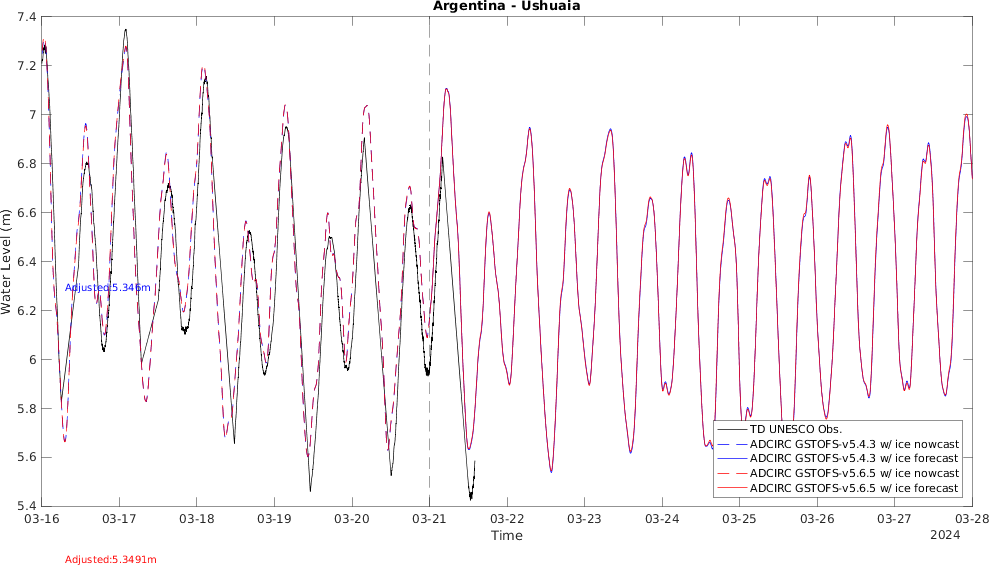 Argentina - Ushuaia
7.4
7.2
7
6.8
6.6
6.4
6.2
6
5.8
5.6
5.4
Water Level (m)
Adjusted:5.346m
TD UNESCO Obs.
ADCIRC GSTOFS-v5.4.3 w/ ice nowcast
ADCIRC GSTOFS-v5.4.3 w/ ice forecast
ADCIRC GSTOFS-v5.6.5 w/ ice nowcast
ADCIRC GSTOFS-v5.6.5 w/ ice forecast
03-16 03-17 03-18 03-19 03-20 03-21 03-22 03-23 03-24 03-25 03-26 03-27 03-28
Time
2024
Adjusted:5.3491m